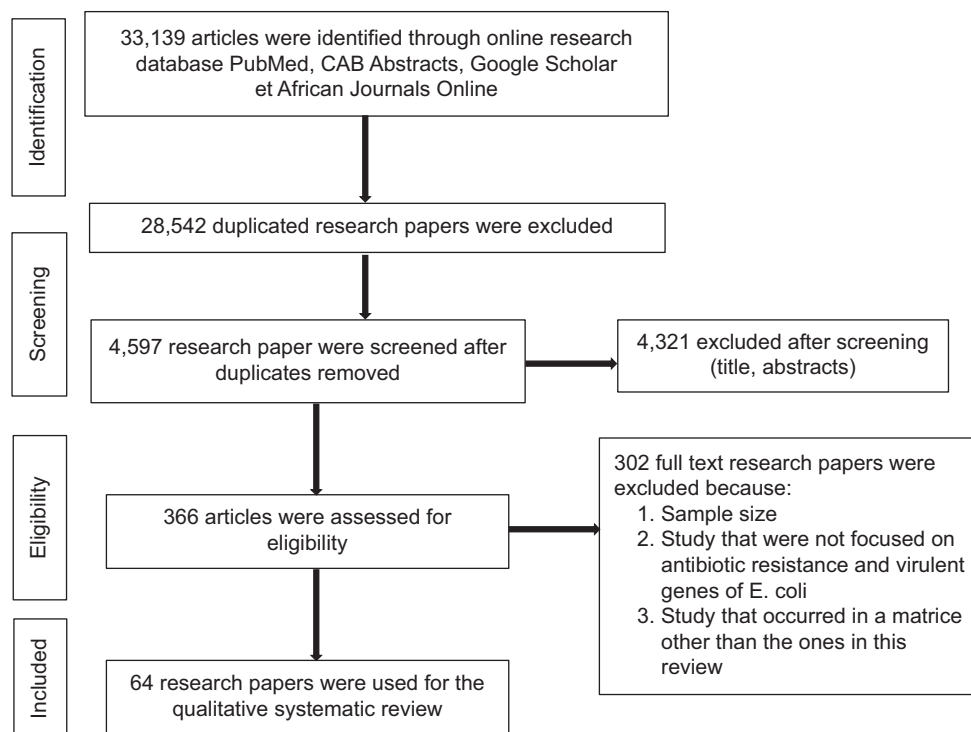 Identification
33,139 articles were identified through online research
database PubMed, CAB Abstracts, Google Scholar
et African Journals Online
28,542 duplicated research papers were excluded
Screening
4,597 research paper were screened after
duplicates removed
4,321 excluded after screening
(title, abstracts)
Eligibility
366 articles were assessed for
eligibility
302 full text research papers were
excluded because:
1. Sample size
2. Study that were not focused on
antibiotic resistance and virulent
genes of E. coli
3. Study that occurred in a matrice
other than the ones in this
review
Included
64 research papers were used for the
qualitative systematic review